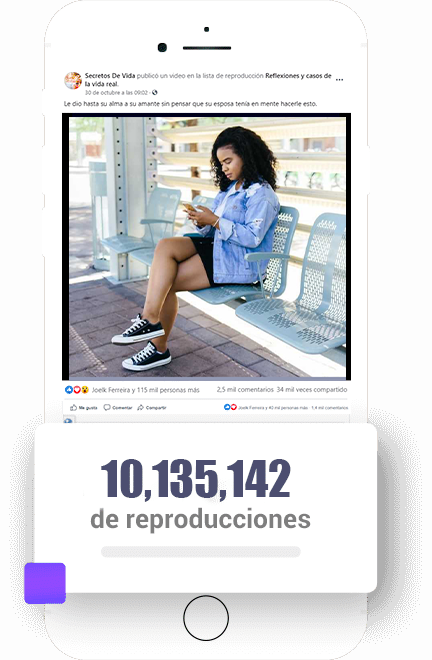 Secretos De Vida publicó un video en la lista de reproducción Reflexiones y casos de
la vida real.
30 de octubre a las 09:02 ·
Le dio hasta su alma a su amante sin pensar que su esposa tenía en mente hacerle esto.
Joelk Ferreira y 115 mil personas más 2,5 mil comentarios 34 mil veces compartido
Me gusta Comentar Compartir Joelk Ferreira y 40 mil personas más 1,4 mil comentarios
10,135,142
de reproducciones